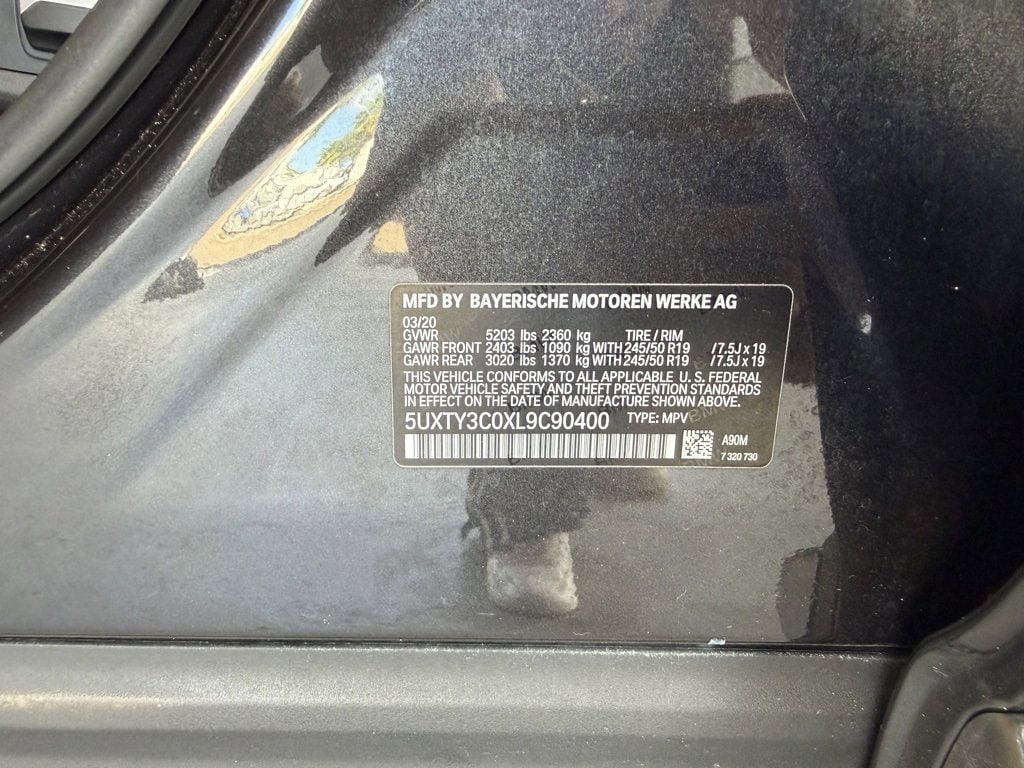 MFD BY BAYERISCHE MOTOREN WERKE AG
03/20
GVWR 5203 lbs 2360 kg TIRE / RIM
GAWR FRONT 2403 lbs 1090 kg WITH 245/50 R19 / 7.5J x 19
GAWR REAR 3020 lbs 1370 kg WITH 245/50 R19 / 7.5J x 19
THIS VEHICLE CONFORMS TO ALL APPLICABLE U. S. FEDERAL
MOTOR VEHICLE SAFETY AND THEFT PREVENTION STANDARDS
IN EFFECT ON THE DATE OF MANUFACTURE SHOWN ABOVE.
5UXTY3C0XL9C90400 TYPE: MPV
A90M
7 320 730